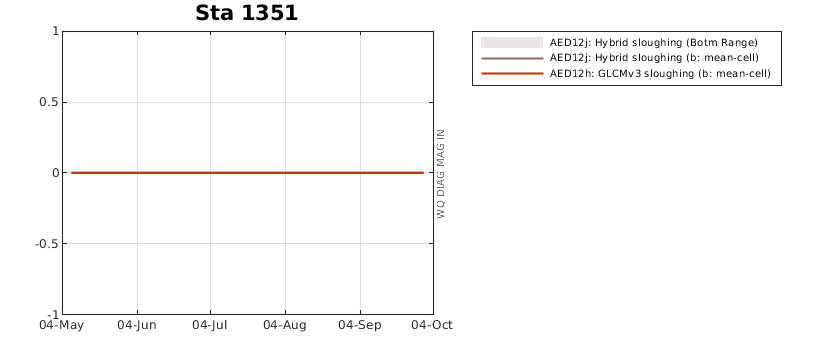 Sta 1351
1
0.5
0
-0.5
-1
04-May 04-Jun 04-Jul 04-Aug 04-Sep 04-Oct
WQ DIAG MAG IN
AED12j: Hybrid sloughing (Botm Range)
AED12j: Hybrid sloughing (b: mean-cell)
AED12h: GLCMv3 sloughing (b: mean-cell)